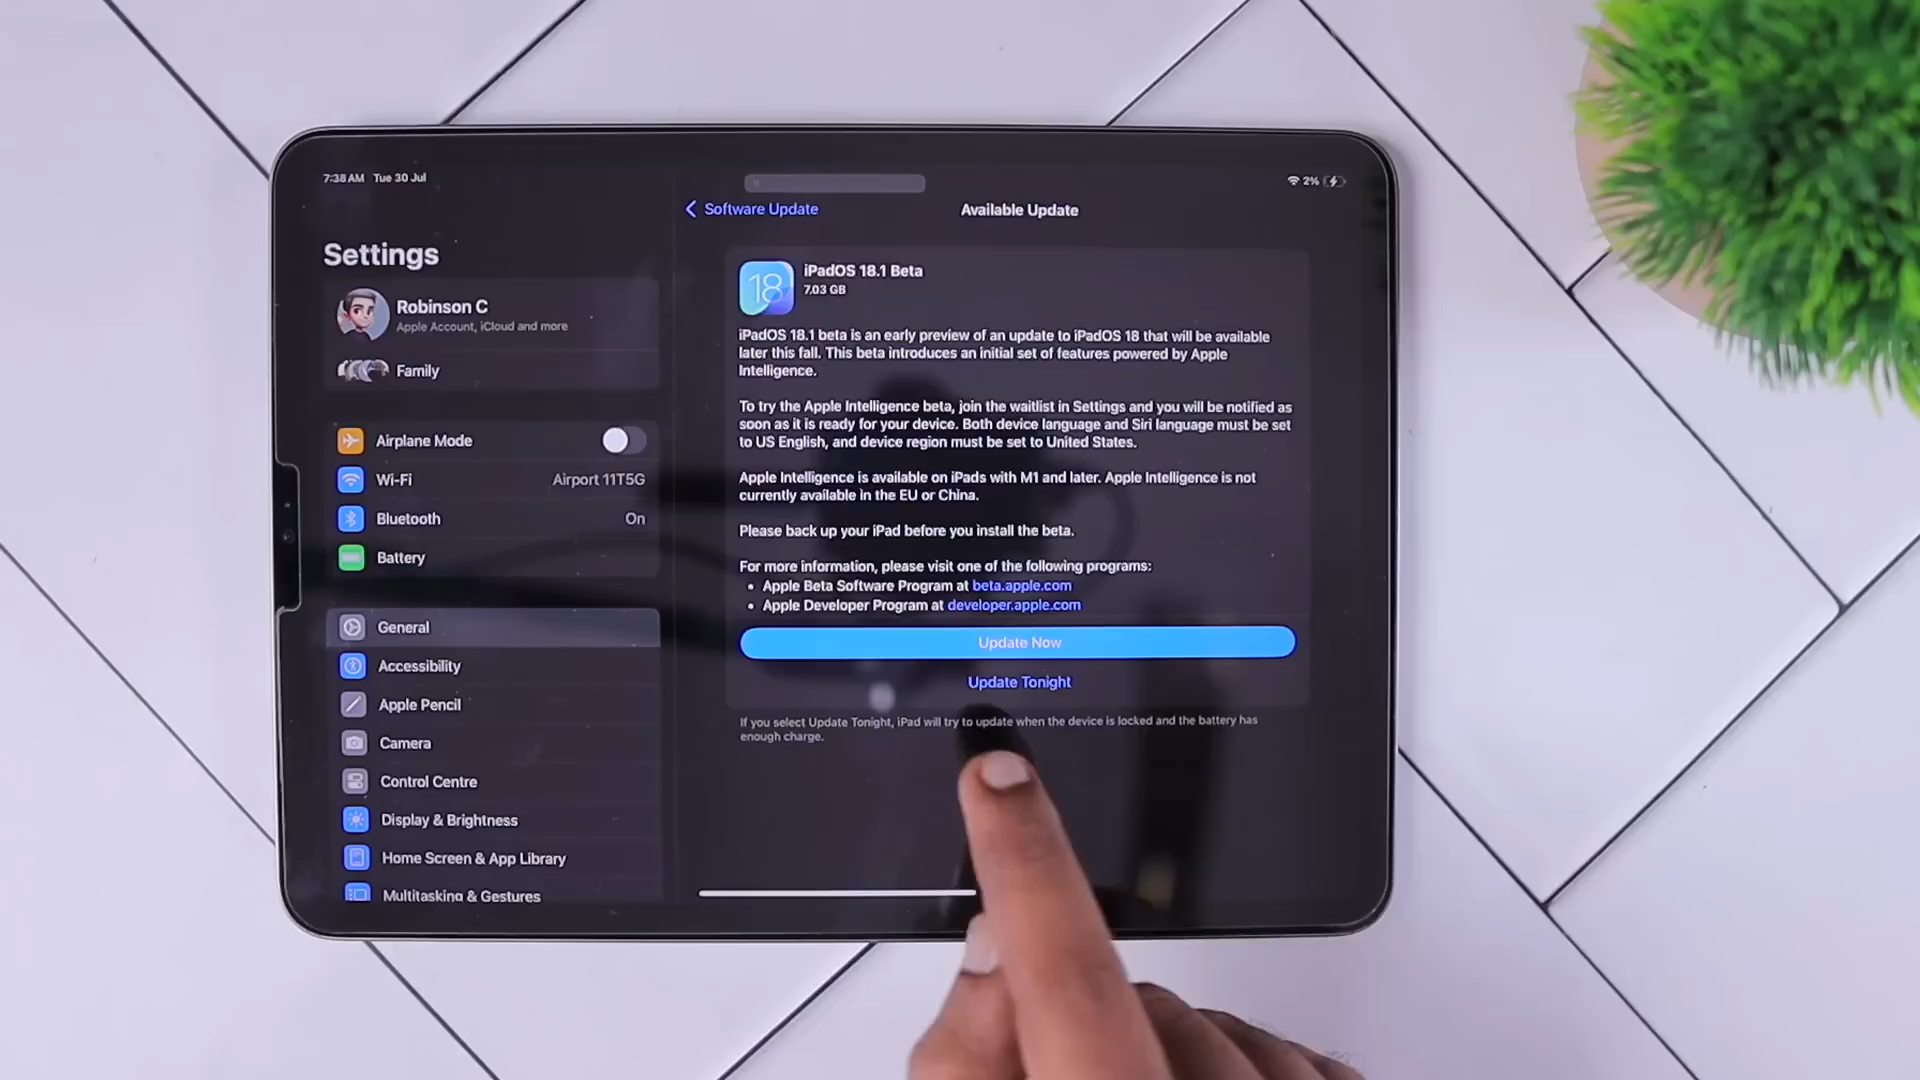 7:38 AM Tue 30 Jul
2%
Settings
Robinson C
Apple Account, iCloud and more
Family
Airplane Mode
Wi-Fi
Airport 11T5G
Bluetooth
On
Battery
General
Accessibility
Apple Pencil
Camera
Control Centre
Display & Brightness
Home Screen & App Library
Multitasking & Gestures
Software Update
Available Update
18
iPadOS 18.1 Beta
7.03 GB
iPadOS 18.1 beta is an early preview of an update to iPadOS 18 that will be available
later this fall. This beta introduces an initial set of features powered by Apple
Intelligence.
To try the Apple Intelligence beta, join the waitlist in Settings and you will be notified as
soon as it is ready for your device. Both device language and Siri language must be set
to US English, and device region must be set to United States.
Apple Intelligence is available on iPads with M1 and later. Apple Intelligence is not
currently available in the EU or China.
Please back up your iPad before you install the beta.
For more information, please visit one of the following programs:
• Apple Beta Software Program at beta.apple.com
• Apple Developer Program at developer.apple.com
Update Now
Update Tonight
If you select Update Tonight, iPad will try to update when the device is locked and the battery has
enough charge.